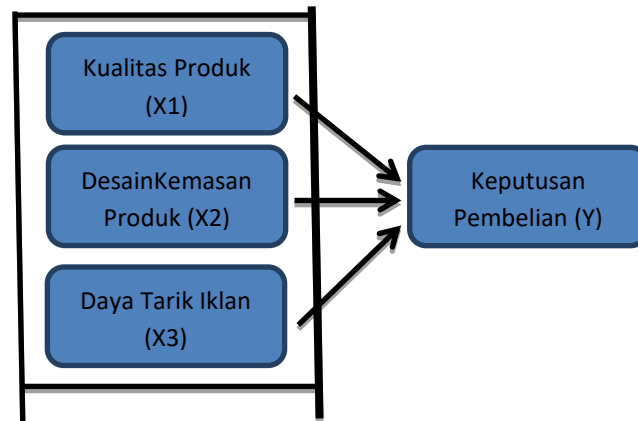 Kualitas Produk
(X1)
DesainKemasan
Produk (X2)
Daya Tarik Iklan
(X3)
Keputusan
Pembelian (Y)